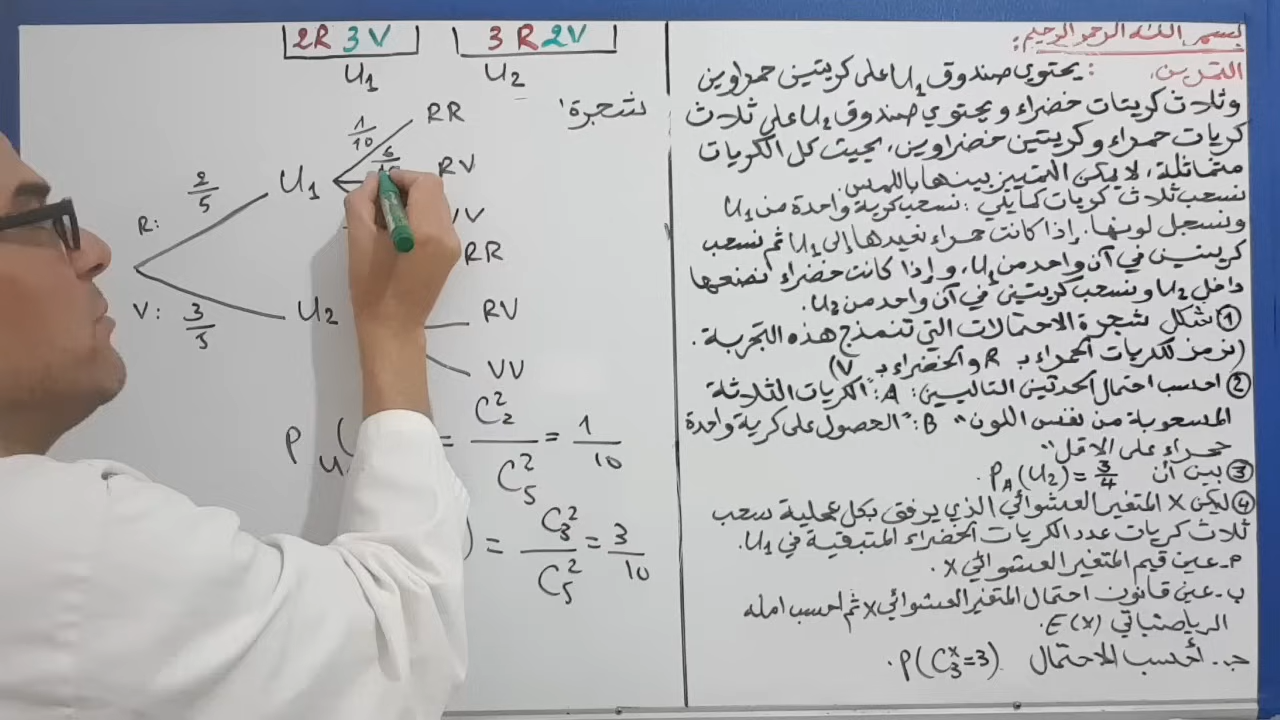 بسم الله الرحمن الرحيم:
التمرين: يحتوي صندوق U₁ على كريتين حمراوين
وثلاث كريات خضراء ويحتوي صندوق U₂ على ثلاث
كريات حمراء وكريتين خضراوين، بحيث كل الكريات
متماثلة، لا يمكن التمييز بينها باللمس.
نسحب ثلاث كريات كما يلي: نسحب كرية واحدة من U₁
ونسجل لونها. إذا كانت حمراء نعيدها إلى U₁ ثم نسحب
كريتين في آن واحد من U₁، وإذا كانت خضراء نضعها
داخل U₂ ونسحب كريتين في آن واحد من U₂.
① شكل شجرة الاحتمالات التي تنمذج هذه التجربة.
(نرمز للكريات الحمراء بـ R والخضراء بـ V)
② احسب احتمال الحدثين التاليين: A: "الكريات الثلاثة
المسحوبة من نفس اللون" B: "الحصول على كرية واحدة
حمراء على الاقل"
③ بين أن P_A(U₂) = 3/4.
④ ليكن X المتغير العشوائي الذي يرفق بكل عملية سحب
ثلاث كريات عدد الكريات الخضراء المتبقية في U₁.
أ- عين قيم المتغير العشوائي X.
ب- عين قانون احتمال المتغير العشوائي X ثم احسب امله
الرياضياتي E(X).
جـ- أحسب الاحتمال P(C₃ˣ=3).
2R 3V
3 R 2V
U₁
U₂
شجرة
1/10
RR
6
RV
2/5
U₁
R:
VV
RR
V:
3/5
U₂
RV
VV
P U ( = C₂²/C₅² = 1/10
) = C₃²/C₅² = 3/10